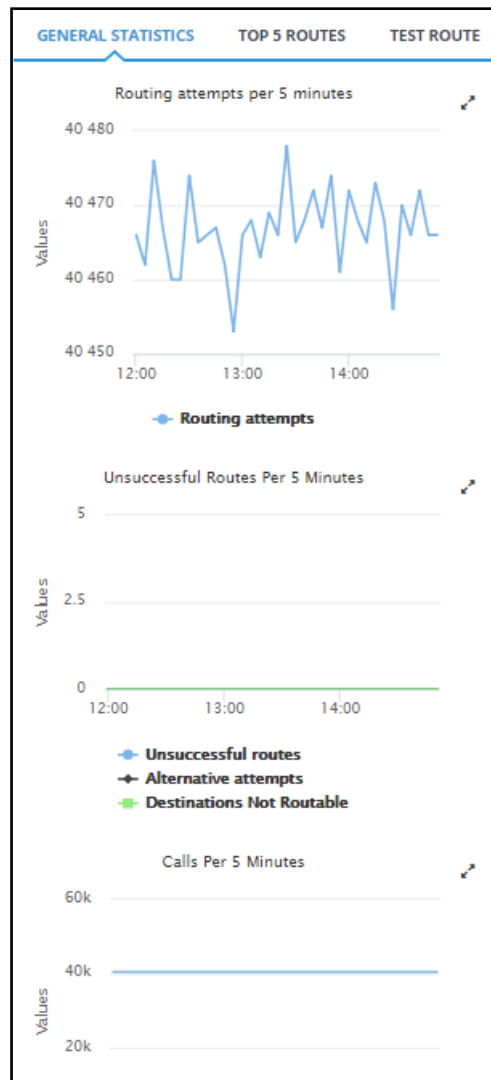 GENERAL STATISTICS TOP 5 ROUTES TEST ROUTE
Routing attempts per 5 minutes
40 480
40 470
40 460
40 450
Values
12:00 13:00 14:00
Routing attempts
Unsuccessful Routes Per 5 Minutes
5
2.5
0
Values
12:00 13:00 14:00
Unsuccessful routes
Alternative attempts
Destinations Not Routable
Calls Per 5 Minutes
60k
40k
20k
Values